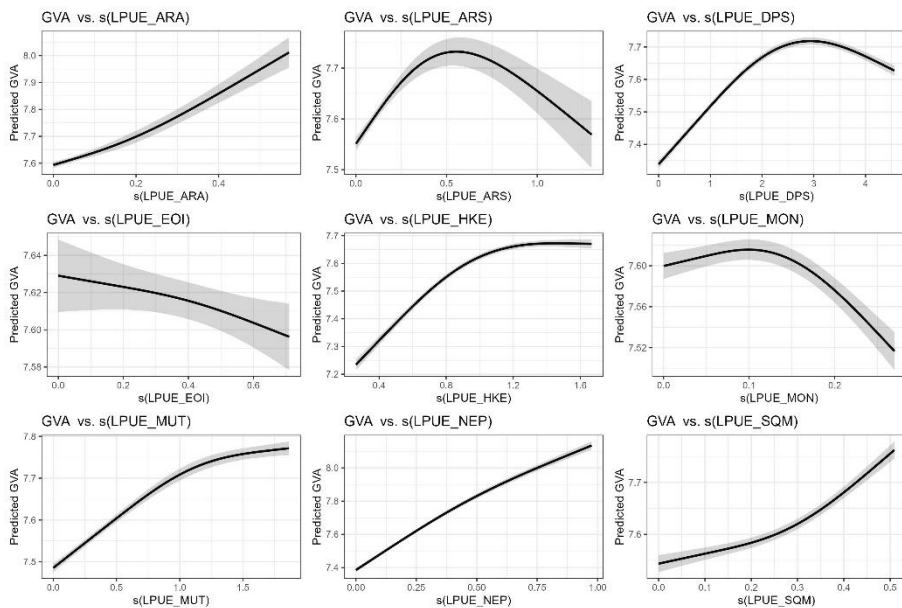 GVA vs. s(LPUE_ARA)
Predicted GVA
8.0
7.9
7.8
7.7
7.6
0.0 0.2 0.4
s(LPUE_ARA)
GVA vs. s(LPUE_ARS)
Predicted GVA
7.7
7.6
7.5
0.0 0.5 1.0
s(LPUE_ARS)
GVA vs. s(LPUE_DPS)
Predicted GVA
7.7
7.6
7.5
7.4
0 1 2 3 4
s(LPUE_DPS)
GVA vs. s(LPUE_EOI)
Predicted GVA
7.64
7.62
7.60
7.58
0.0 0.2 0.4 0.6
s(LPUE_EOI)
GVA vs. s(LPUE_HKE)
Predicted GVA
7.7
7.6
7.5
7.4
7.3
7.2
0.4 0.8 1.2 1.6
s(LPUE_HKE)
GVA vs. s(LPUE_MON)
Predicted GVA
7.60
7.56
7.52
0.0 0.1 0.2
s(LPUE_MON)
GVA vs. s(LPUE_MUT)
Predicted GVA
7.8
7.7
7.6
7.5
0.0 0.5 1.0 1.5
s(LPUE_MUT)
GVA vs. s(LPUE_NEP)
Predicted GVA
8.0
7.8
7.6
7.4
0.00 0.25 0.50 0.75 1.00
s(LPUE_NEP)
GVA vs. s(LPUE_SQM)
Predicted GVA
7.7
7.6
0.0 0.1 0.2 0.3 0.4 0.5
s(LPUE_SQM)